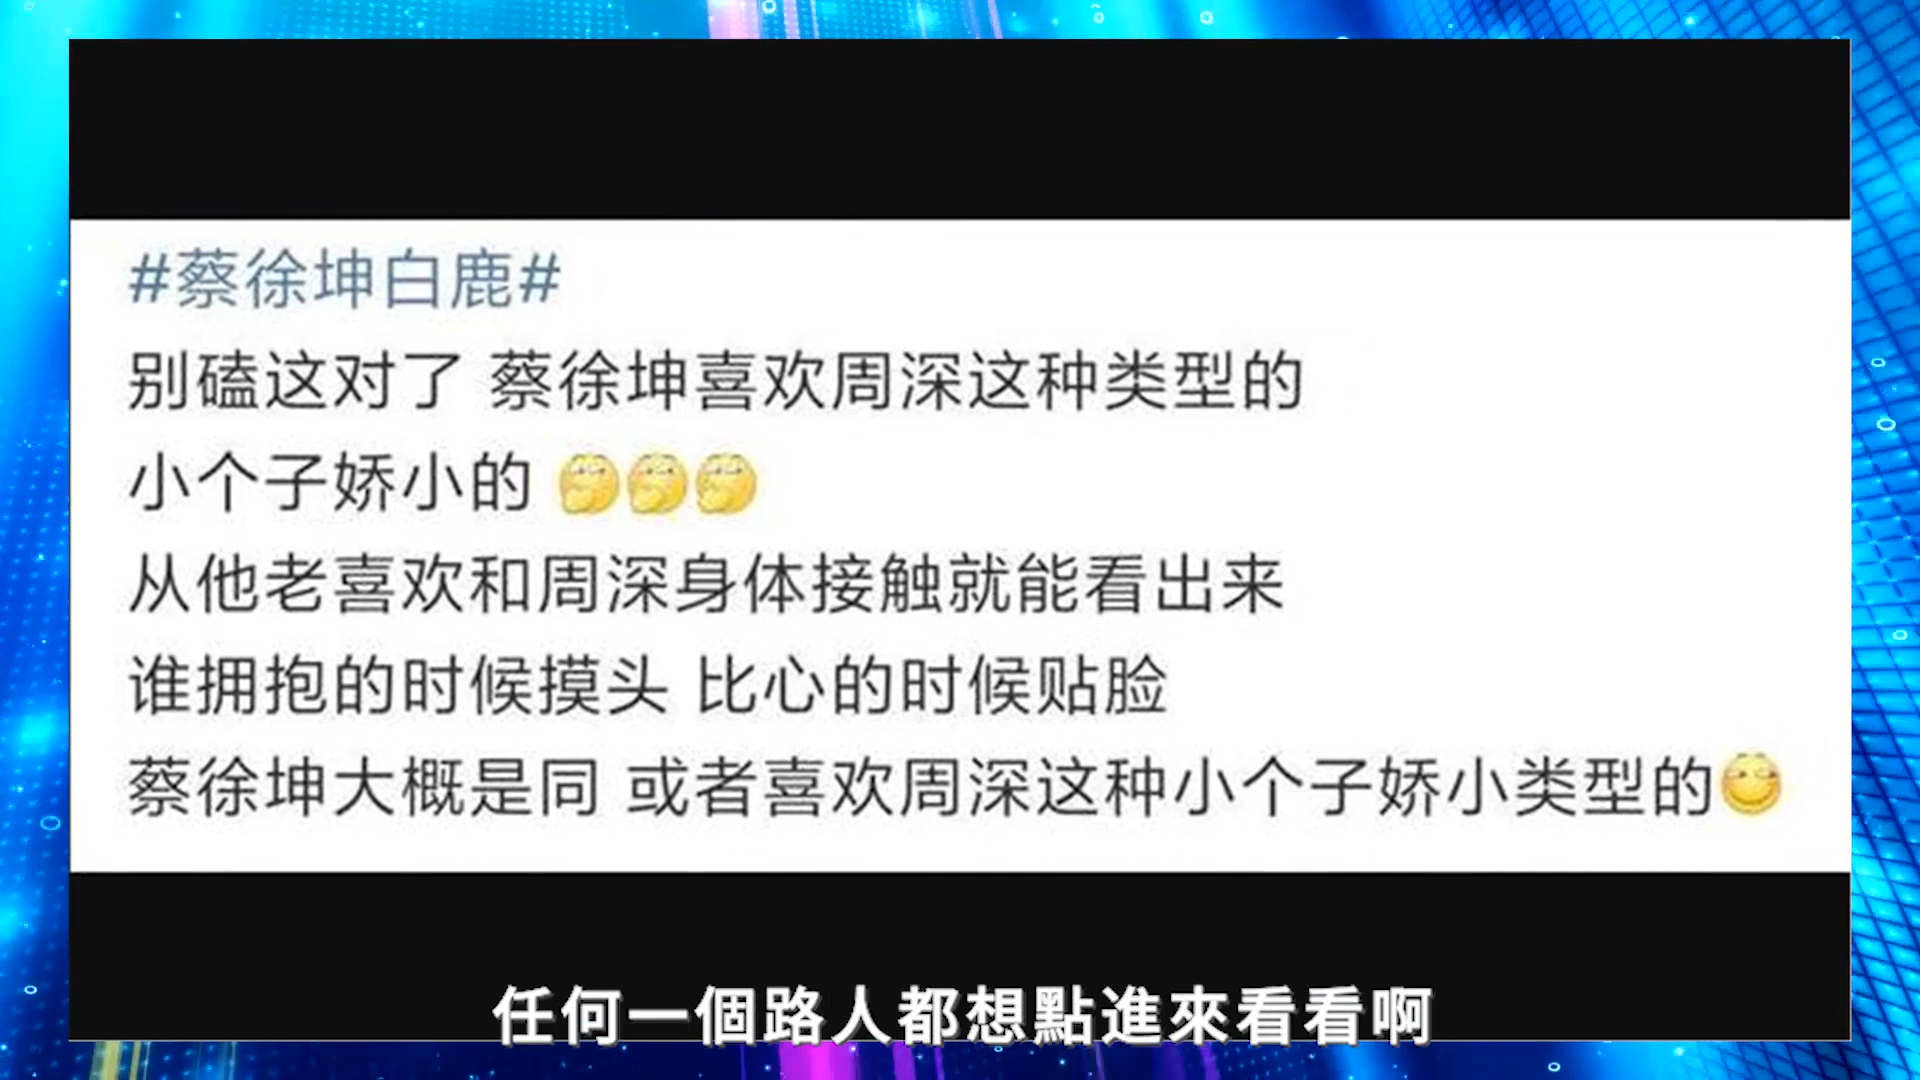 #蔡徐坤白鹿#
别磕这对了 蔡徐坤喜欢周深这种类型的
小个子娇小的
从他老喜欢和周深身体接触就能看出来
谁拥抱的时候摸头 比心的时候贴脸
蔡徐坤大概是同 或者喜欢周深这种小个子娇小类型的
任何一個路人都想點進來看看啊